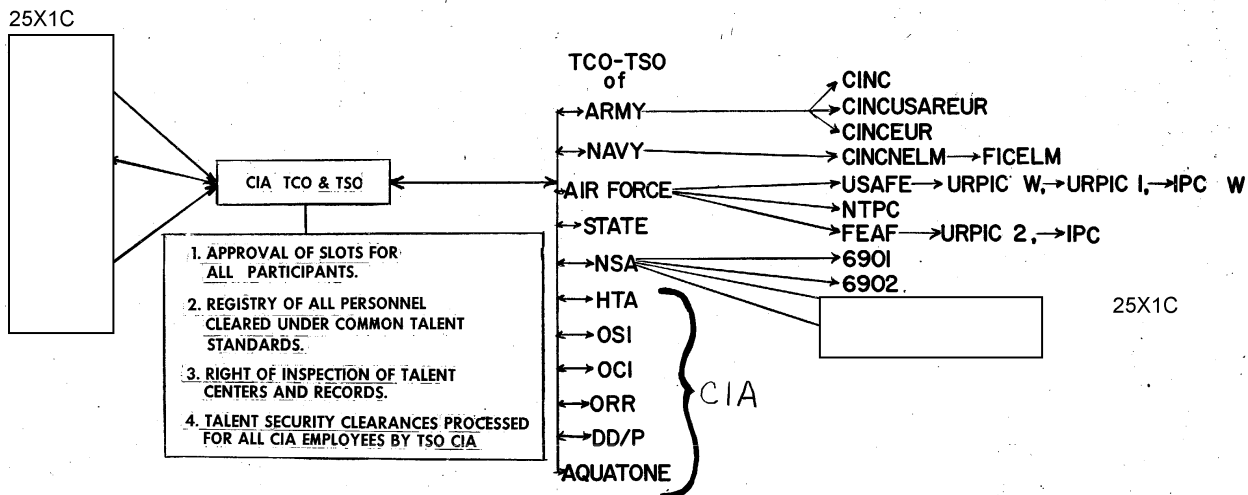 25X1C
TCO-TSO
of
CIA TCO & TSO
1. APPROVAL OF SLOTS FOR
ALL PARTICIPANTS.
2. REGISTRY OF ALL PERSONNEL
CLEARED UNDER COMMON TALENT
STANDARDS.
3. RIGHT OF INSPECTION OF TALENT
CENTERS AND RECORDS.
4. TALENT SECURITY CLEARANCES PROCESSED
FOR ALL CIA EMPLOYEES BY TSO CIA
ARMY
NAVY
AIR FORCE
STATE
NSA
HTA
OSI
OCI
ORR
DD/P
AQUATONE
CIA
CINC
CINCUSAREUR
CINCEUR
CINCNELM FICELM
USAFE URPIC W, URPIC 1, IPC W
NTPC
FEAF URPIC 2, IPC
6901
6902.
25X1C